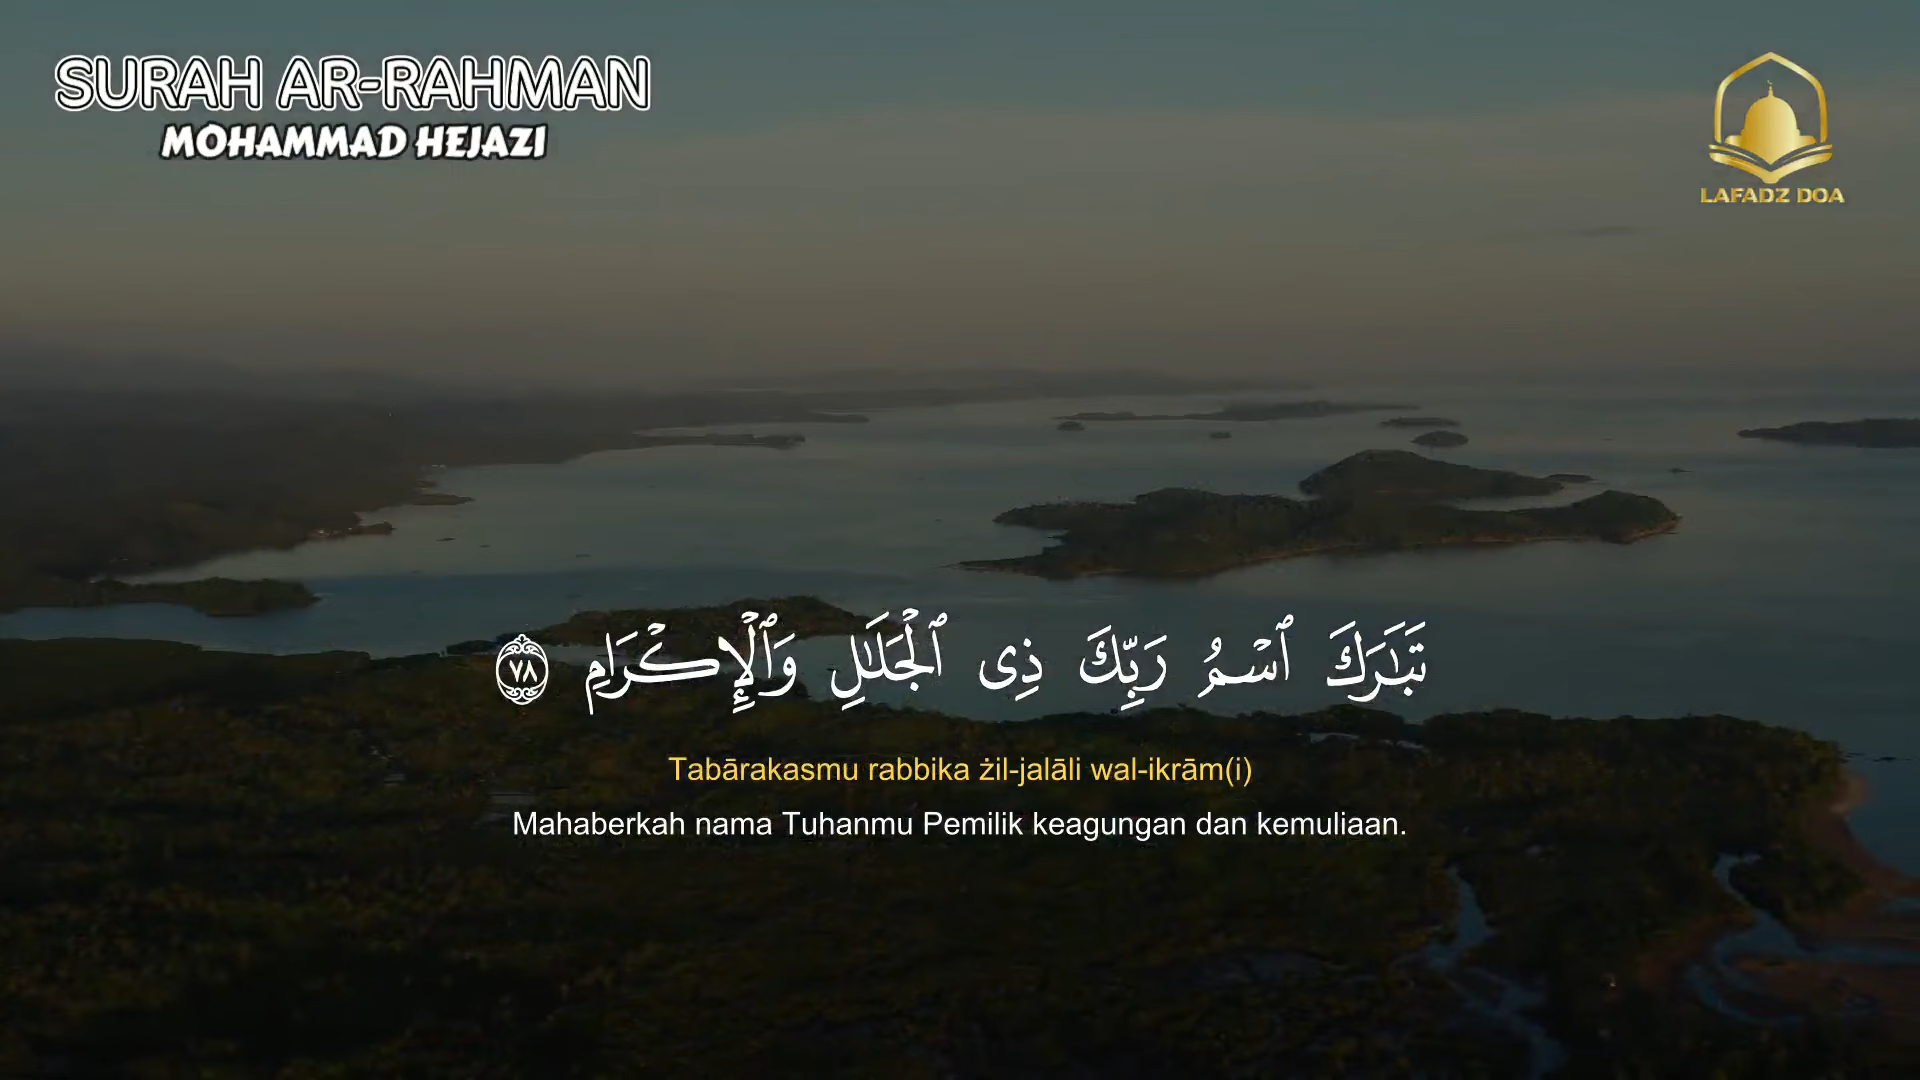 SURAH AR-RAHMAN
MOHAMMAD HEJAZI
LAFADZ DOA
تَبَٰرَكَ ٱسْمُ رَبِّكَ ذِى ٱلْجَلَٰلِ وَٱلْإِكْرَامِ ٧٨
Tabārakasmu rabbika żil-jalāli wal-ikrām(i)
Mahaberkah nama Tuhanmu Pemilik keagungan dan kemuliaan.